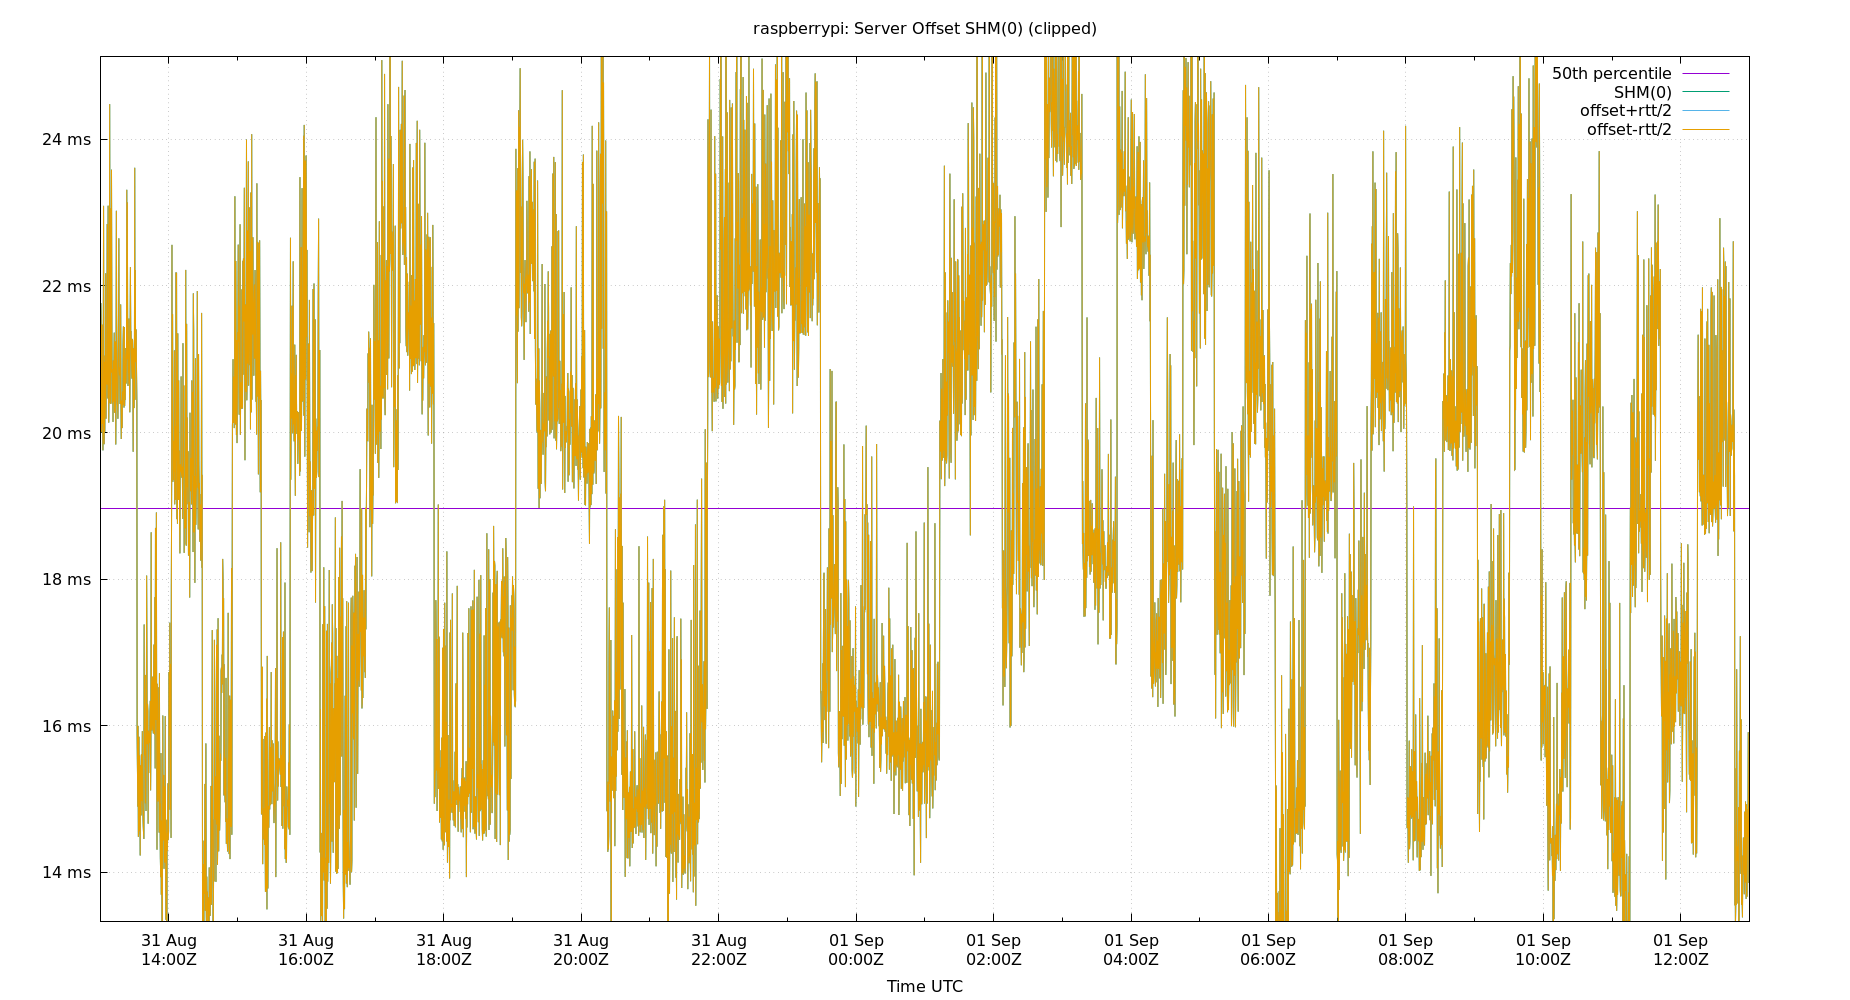 raspberrypi: Server Offset SHM(0) (clipped)
50th percentile
SHM(0)
offset+rtt/2
offset-rtt/2
24 ms
22 ms
20 ms
18 ms
16 ms
14 ms
31 Aug 31 Aug 31 Aug 31 Aug 31 Aug 01 Sep 01 Sep 01 Sep 01 Sep 01 Sep 01 Sep 01 Sep
14:00Z 16:00Z 18:00Z 20:00Z 22:00Z 00:00Z 02:00Z 04:00Z 06:00Z 08:00Z 10:00Z 12:00Z
Time UTC